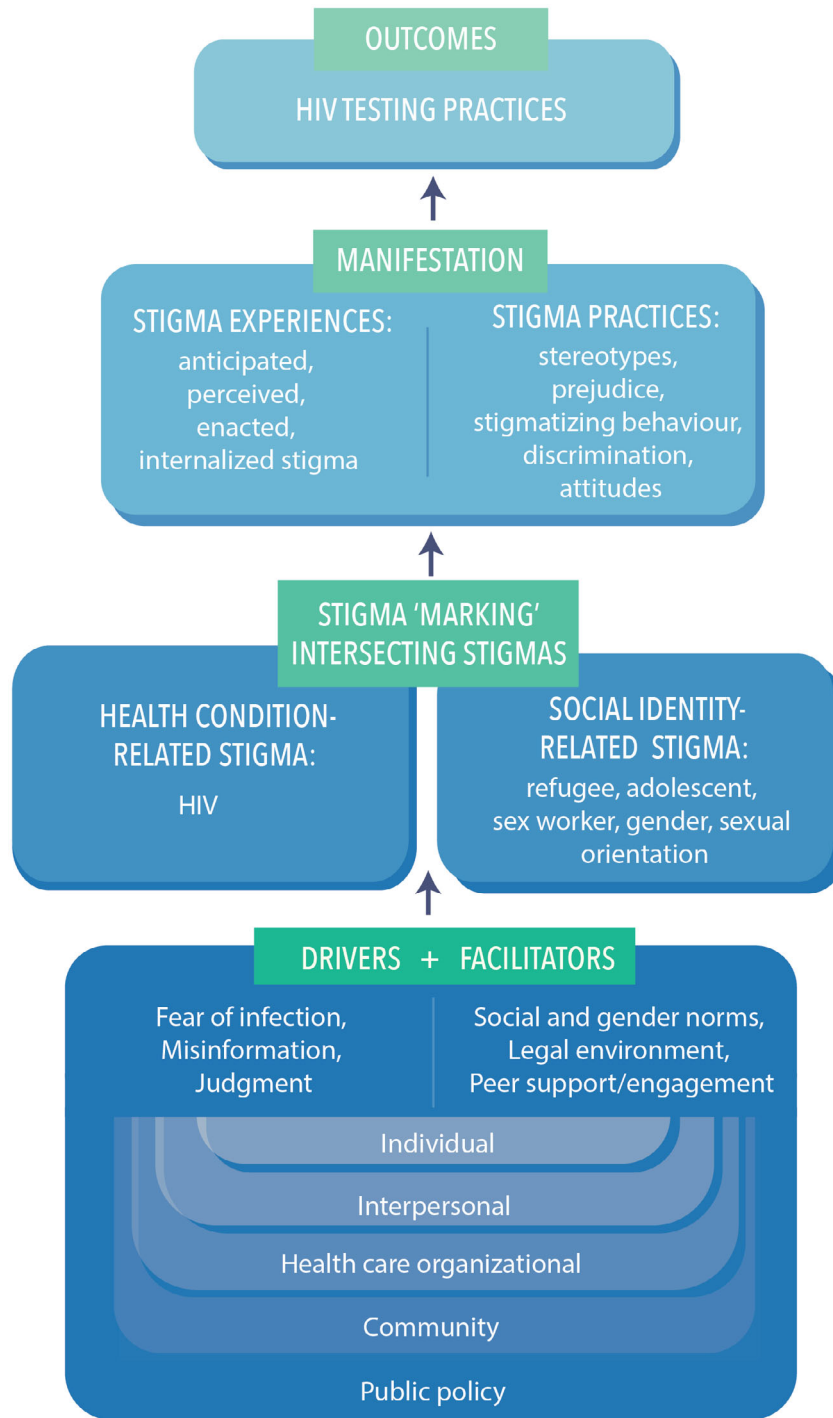 OUTCOMES
HIV TESTING PRACTICES
MANIFESTATION
STIGMA EXPERIENCES:
anticipated,
perceived,
enacted,
internalized stigma
STIGMA PRACTICES:
stereotypes,
prejudice,
stigmatizing behaviour,
discrimination,
attitudes
STIGMA ‘MARKING’
INTERSECTING STIGMAS
HEALTH CONDITION-
RELATED STIGMA:
HIV
SOCIAL IDENTITY-
RELATED STIGMA:
refugee, adolescent,
sex worker, gender, sexual
orientation
DRIVERS + FACILITATORS
Fear of infection,
Misinformation,
Judgment
Social and gender norms,
Legal environment,
Peer support/engagement
Individual
Interpersonal
Health care organizational
Community
Public policy